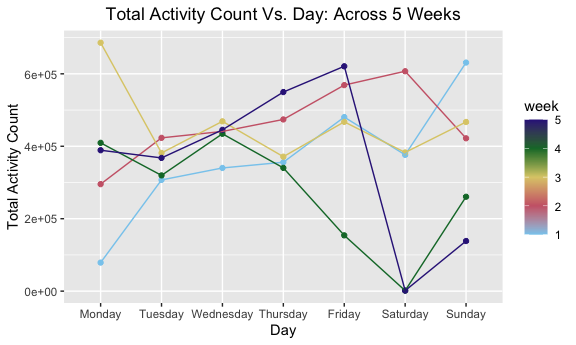 Total Activity Count Vs. Day: Across 5 Weeks
Total Activity Count
6e+05
4e+05
2e+05
0e+00
Monday Tuesday Wednesday Thursday Friday Saturday Sunday
Day
week
5
4
3
2
1